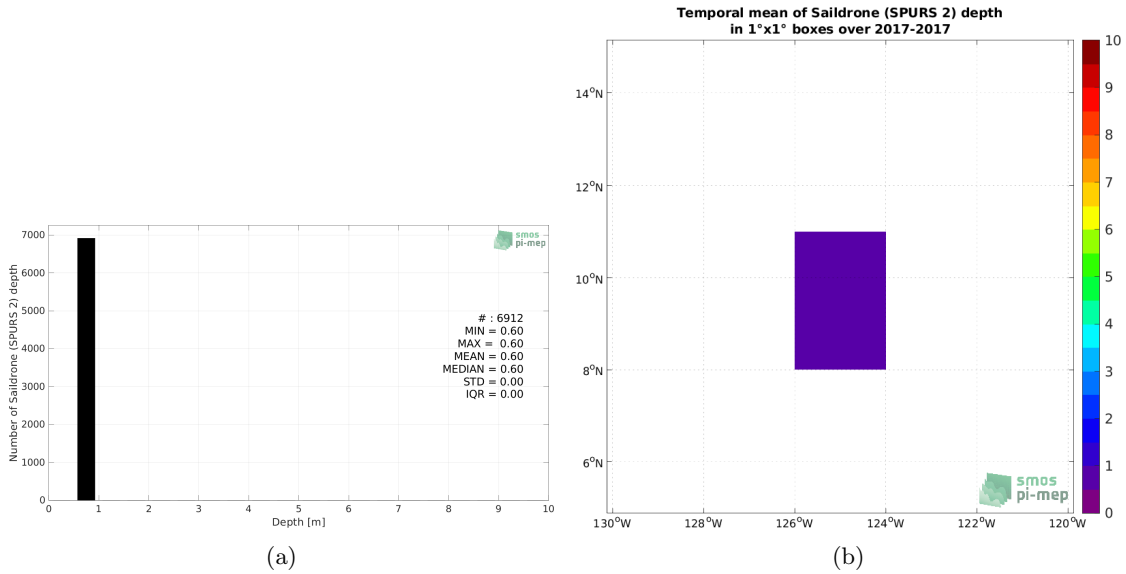 7000
6000
5000
4000
3000
2000
1000
0
Number of Saildrone (SPURS 2) depth
smos
pi-mep
# : 6912
MIN = 0.60
MAX = 0.60
MEAN = 0.60
MEDIAN = 0.60
STD = 0.00
IQR = 0.00
0 1 2 3 4 5 6 7 8 9 10
Depth [m]
(a)
Temporal mean of Saildrone (SPURS 2) depth
in 1°x1° boxes over 2017-2017
14°N
12°N
10°N
8°N
6°N
130°W 128°W 126°W 124°W 122°W 120°W
smos
pi-mep
10
9
8
7
6
5
4
3
2
1
0
(b)